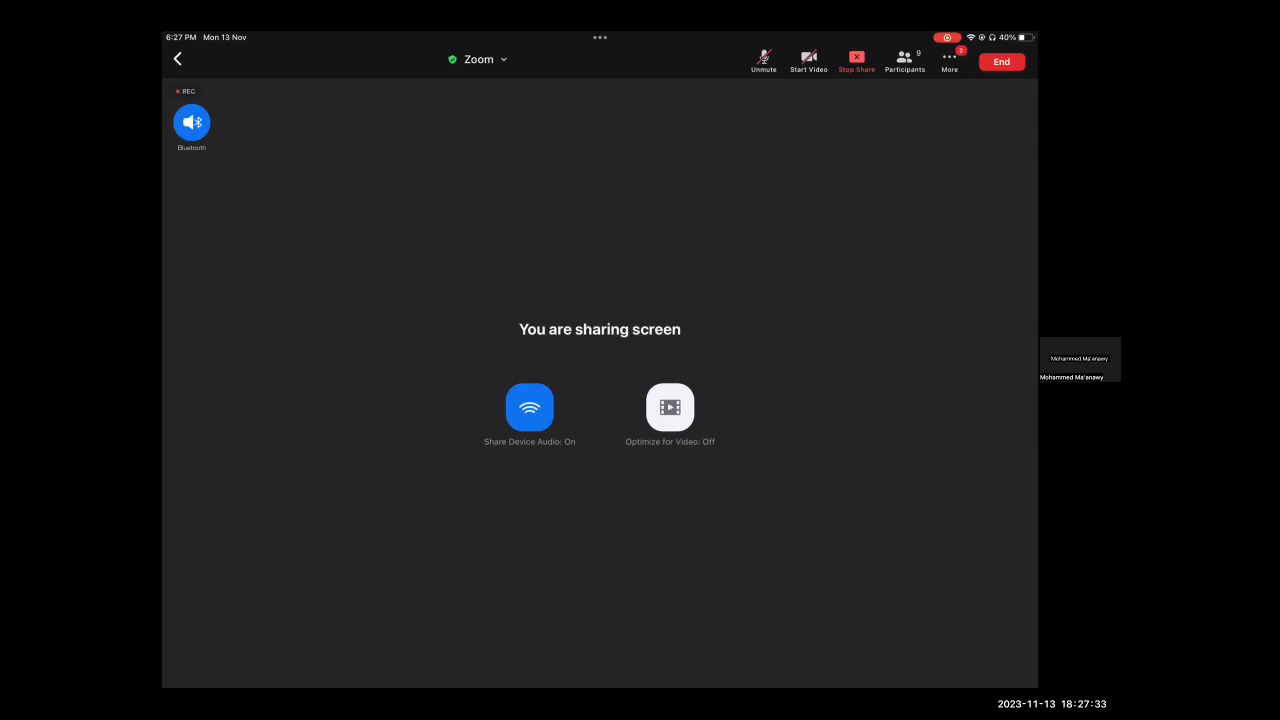 6:27 PM Mon 13 Nov
40%
Zoom
Unmute
Start Video
Stop Share
9
Participants
3
More
End
REC
Bluetooth
You are sharing screen
Share Device Audio: On
Optimize for Video: Off
Mohammed Ma'anawy
Mohammed Ma'anawy
2023-11-13 18:27:33